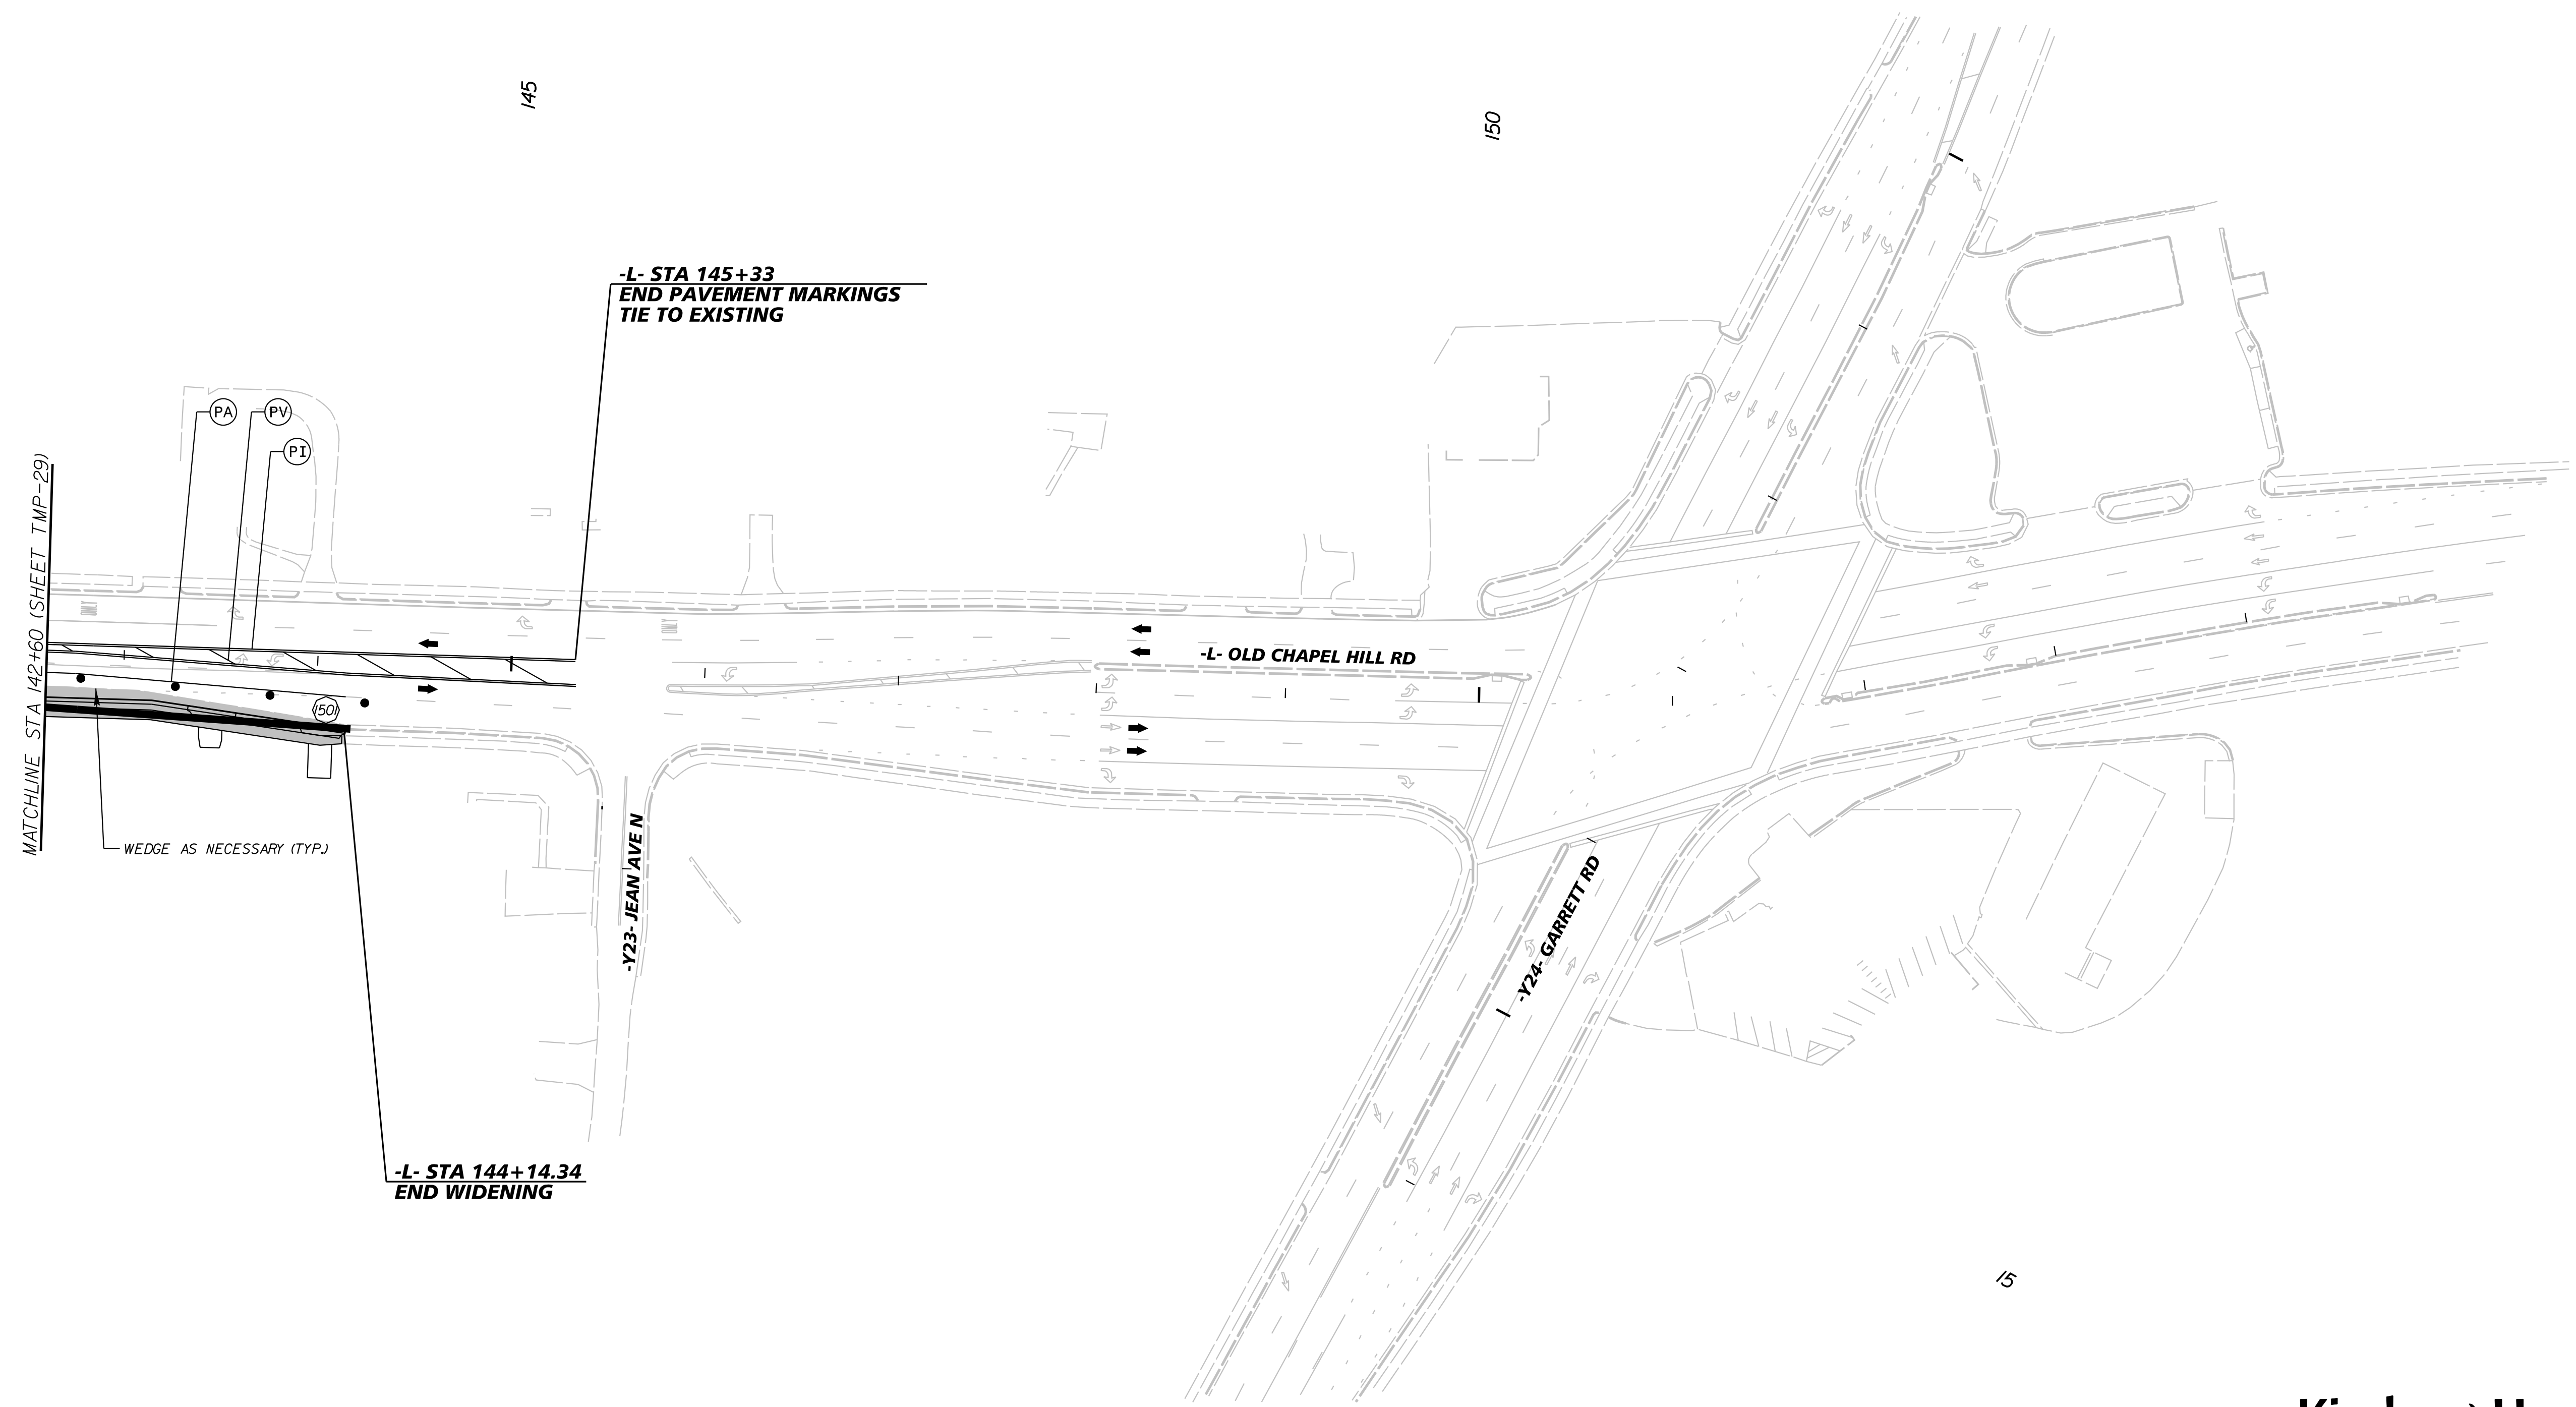 145
150
-L- STA 145+33
END PAVEMENT MARKINGS
TIE TO EXISTING
PA
PV
PI
MATCHLINE STA 142+60 (SHEET TMP-29)
-L- OLD CHAPEL HILL RD
150
WEDGE AS NECESSARY (TYP.)
-Y23- JEAN AVE N
-Y24- GARRETT RD
-L- STA 144+14.34
END WIDENING
15